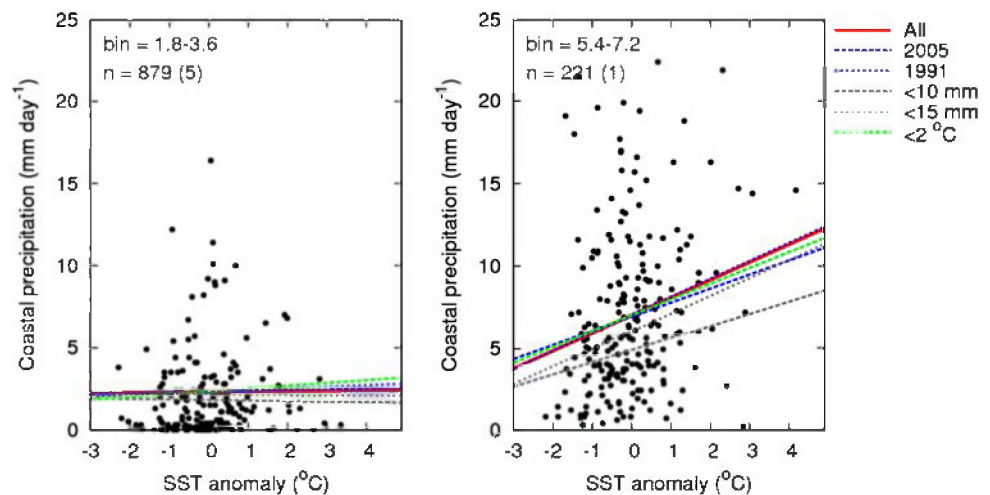 25
20
15
10
5
0
Coastal precipitation (mm day-1)
bin = 1.8-3.6
n = 879 (5)
-3 -2 -1 0 1 2 3 4
SST anomaly (oC)
25
20
15
10
5
0
Coastal precipitation (mm day-1)
bin = 5.4-7.2
n = 221 (1)
-3 -2 -1 0 1 2 3 4
SST anomaly (oC)
All
2005
1991
<10 mm
<15 mm
<2 oC